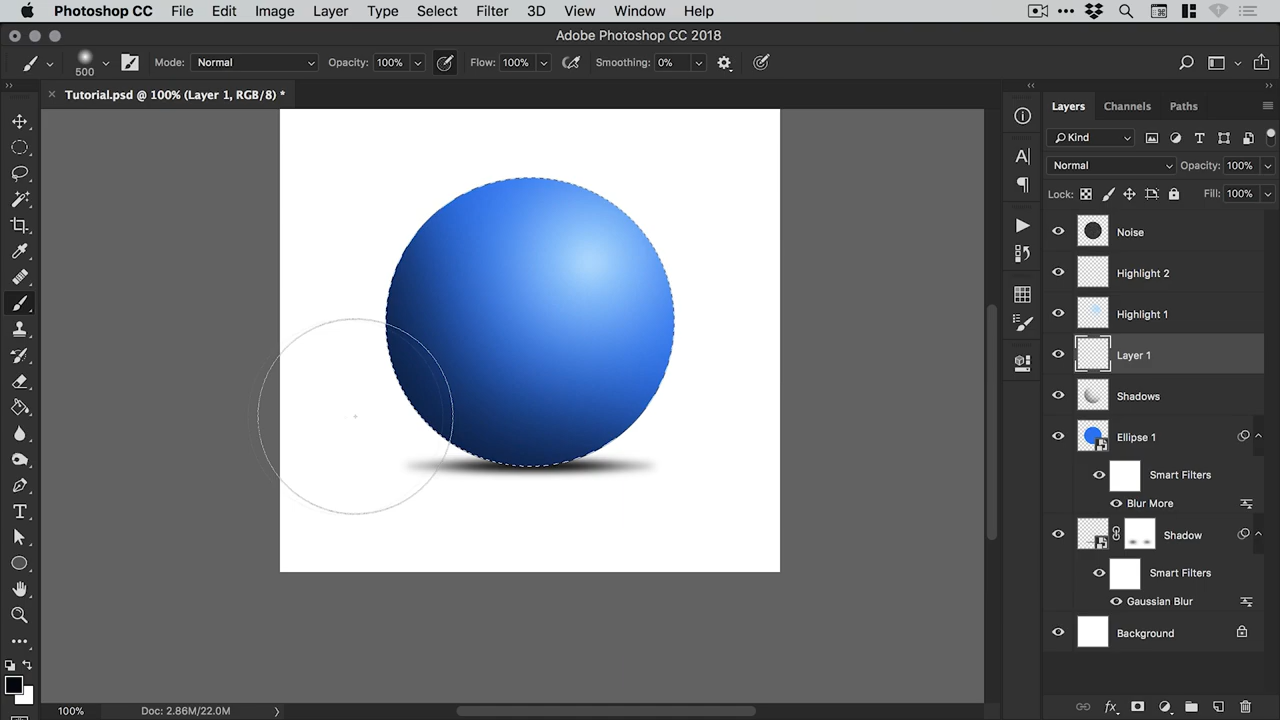 Photoshop CC File Edit Image Layer Type Select Filter 3D View Window Help
Adobe Photoshop CC 2018
500 Mode: Normal Opacity: 100% Flow: 100% Smoothing: 0%
Tutorial.psd @ 100% (Layer 1, RGB/8) *
Layers Channels Paths
Kind
Normal Opacity: 100%
Lock: Fill: 100%
Noise
Highlight 2
Highlight 1
Layer 1
Shadows
Ellipse 1
Smart Filters
Blur More
Shadow
Smart Filters
Gaussian Blur
Background
100% Doc: 2.86M/22.0M